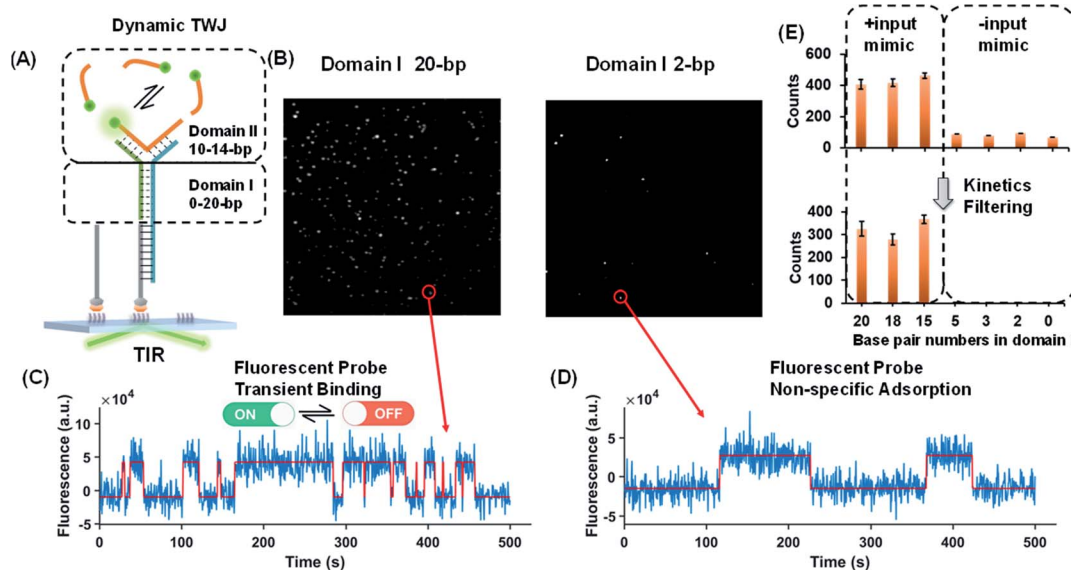 Dynamic TWJ
(A)
Domain II
10-14-bp
Domain I
0-20-bp
TIR
(B)
Domain I 20-bp
Domain I 2-bp
(E)
+input
mimic
-input
mimic
600
400
200
0
Counts
Kinetics
Filtering
400
300
200
100
0
Counts
20 18 15 5 3 2 0
Base pair numbers in domain
(C)
Fluorescent Probe
Transient Binding
ON
OFF
×10⁴
10
5
0
-5
Fluorescence (a.u.)
0 100 200 300 400 500
Time (s)
(D)
Fluorescent Probe
Non-specific Adsorption
×10⁴
5
0
-5
Fluorescence (a.u.)
0 100 200 300 400 500
Time (s)